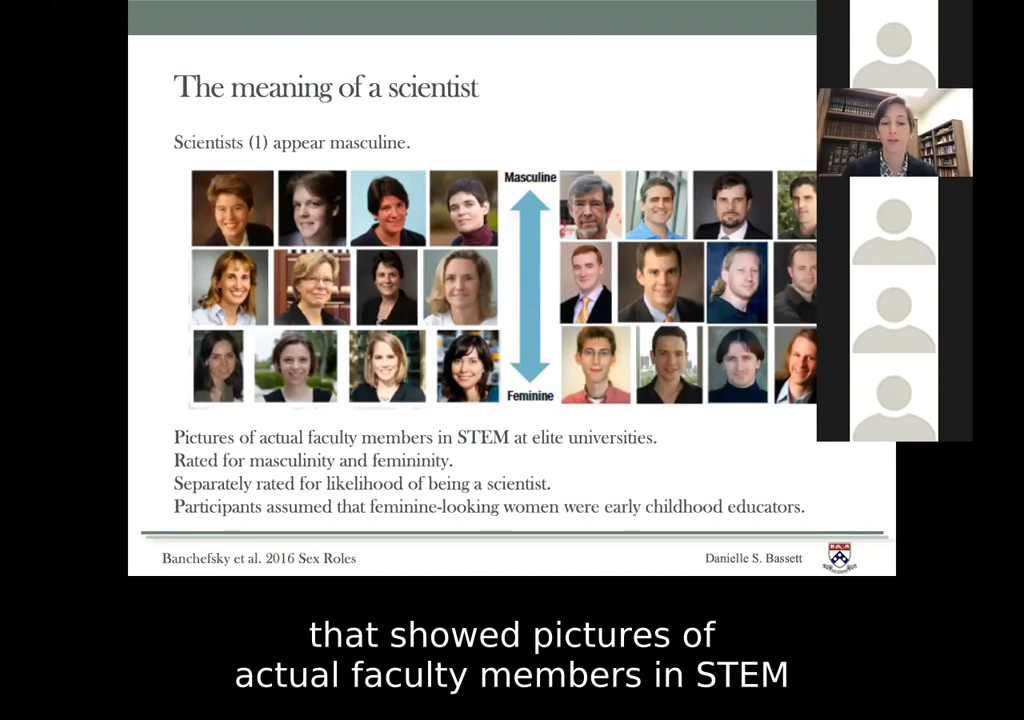 The meaning of a scientist
Scientists (1) appear masculine.
Masculine
Feminine
Pictures of actual faculty members in STEM at elite universities.
Rated for masculinity and femininity.
Separately rated for likelihood of being a scientist.
Participants assumed that feminine-looking women were early childhood educators.
Banchefsky et al. 2016 Sex Roles
Danielle S. Bassett
that showed pictures of
actual faculty members in STEM